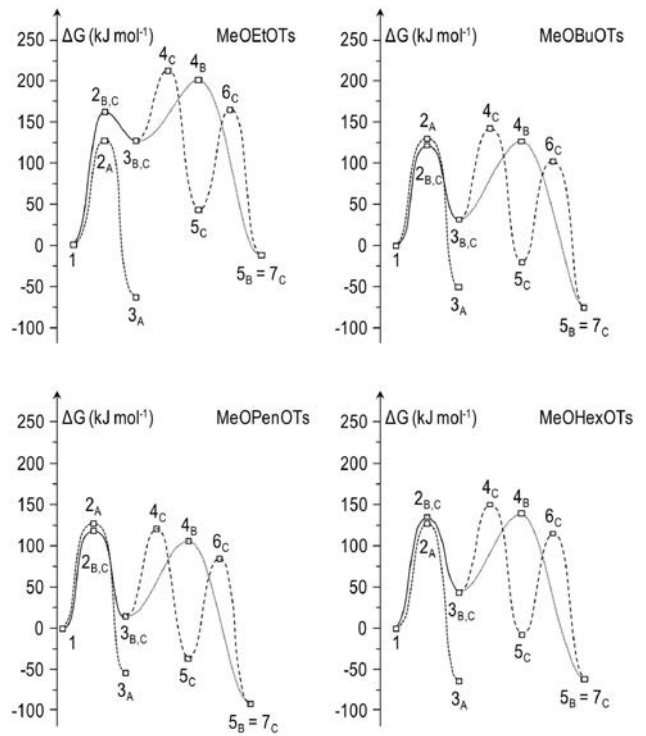 ΔG (kJ mol⁻¹) MeOEtOTs
250
200
150
100
50
0
-50
-100
1
2B,C
2A
3B,C
3A
4C
4B
5C
6C
5B = 7C
ΔG (kJ mol⁻¹) MeOBuOTs
250
200
150
100
50
0
-50
-100
1
2A
2B,C
3B,C
3A
4C
4B
5C
6C
5B = 7C
ΔG (kJ mol⁻¹) MeOPenOTs
250
200
150
100
50
0
-50
-100
1
2A
2B,C
3B,C
3A
4C
4B
5C
6C
5B = 7C
ΔG (kJ mol⁻¹) MeOHexOTs
250
200
150
100
50
0
-50
-100
1
2B,C
2A
3B,C
3A
4C
4B
5C
6C
5B = 7C